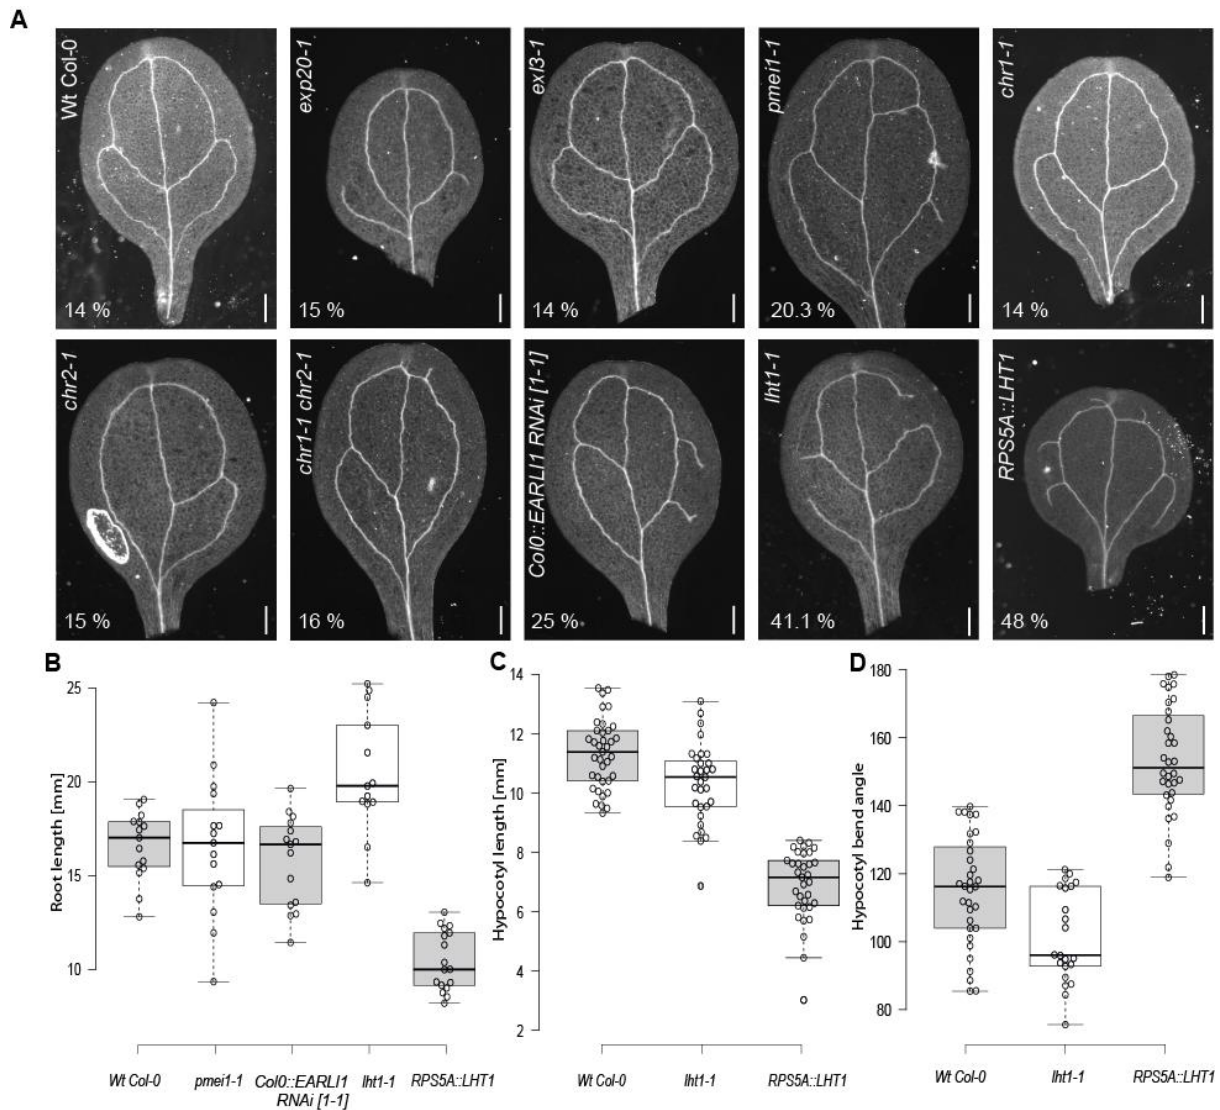 A
Wt Col-0
exp20-1
exl3-1
pmei1-1
chr1-1
14 %
15 %
14 %
20.3 %
14 %
chr2-1
chr1-1 chr2-1
Col0::EARLI1 RNAi [1-1]
lht1-1
RPS5A::LHT1
15 %
16 %
25 %
41.1 %
48 %
B
Root length [mm]
25
20
15
10
Wt Col-0
pmei1-1
Col0::EARLI1
RNAi [1-1]
lht1-1
RPS5A::LHT1
C
Hypocotyl length [mm]
14
12
10
8
6
4
2
Wt Col-0
lht1-1
RPS5A::LHT1
D
Hypocotyl bend angle
180
160
140
120
100
80
Wt Col-0
lht1-1
RPS5A::LHT1